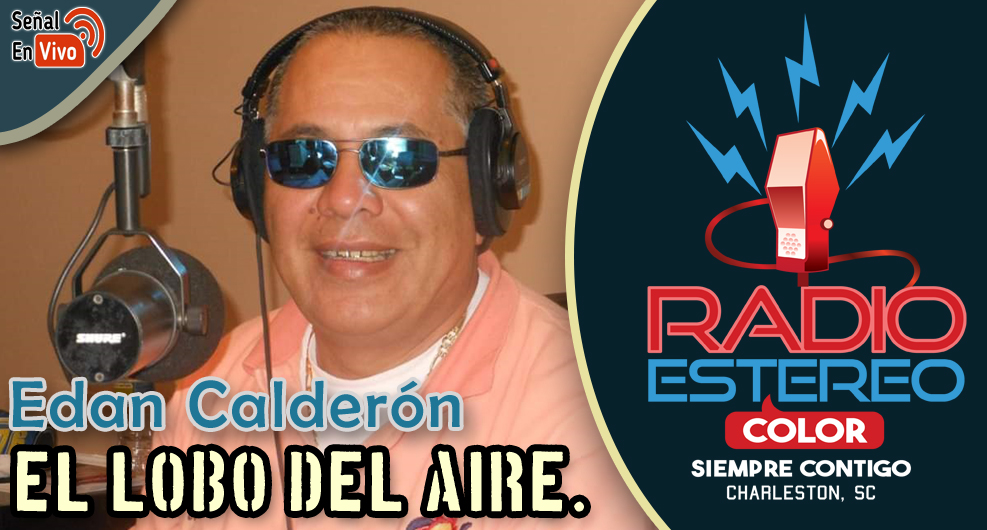 Señal
En Vivo
SHURE
Edan Calderón
EL LOBO DEL AIRE.
RADIO
ESTEREO
COLOR
SIEMPRE CONTIGO
CHARLESTON, SC